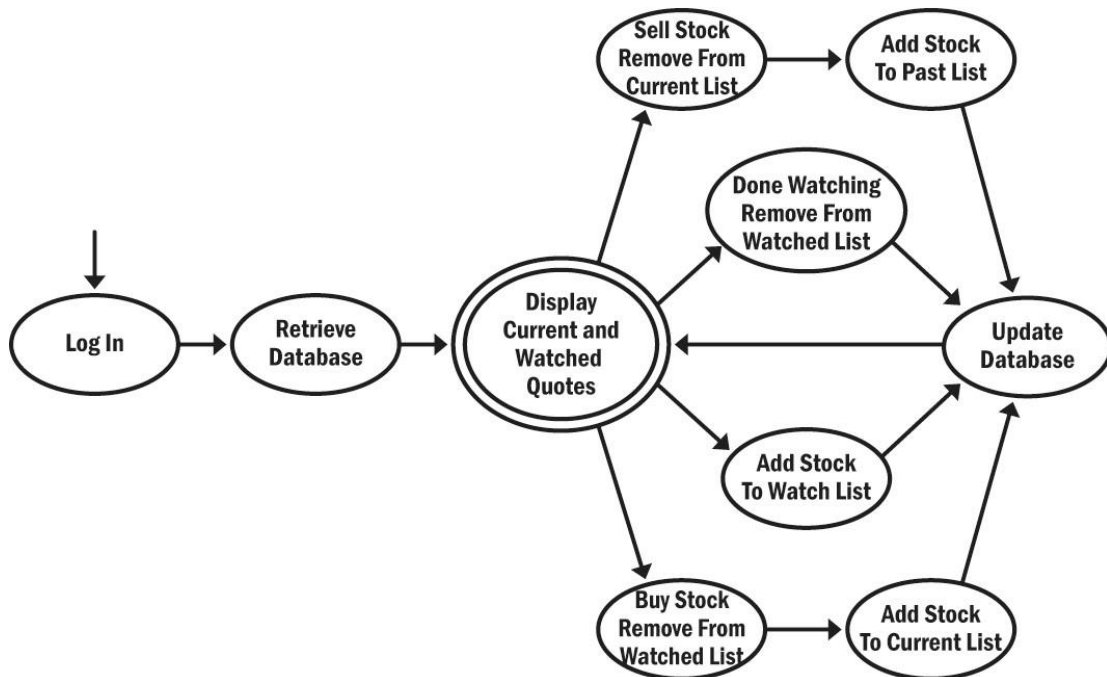 Sell Stock
Remove From
Current List
Add Stock
To Past List
Done Watching
Remove From
Watched List
Log In
Retrieve
Database
Display
Current and
Watched
Quotes
Update
Database
Add Stock
To Watch List
Buy Stock
Remove From
Watched List
Add Stock
To Current List